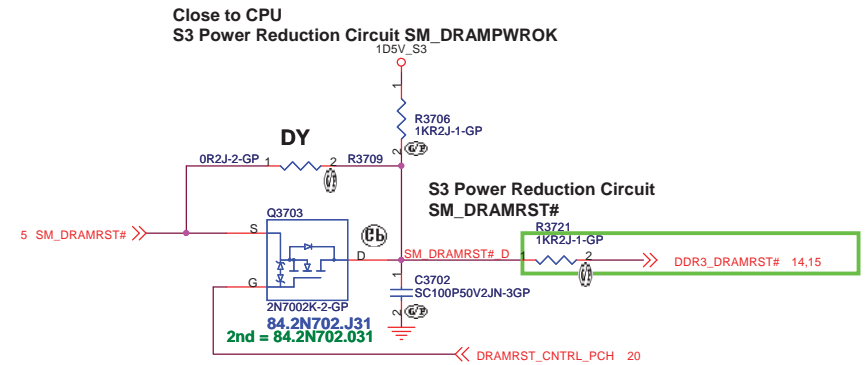 Close to CPU
S3 Power Reduction Circuit SM_DRAMPWROK
1D5V_S3
1
R3706
1KR2J-1-GP
2
DY
0R2J-2-GP 1 2 R3709
S3 Power Reduction Circuit
SM_DRAMRST#
R3721
1KR2J-1-GP
Q3703
5 SM_DRAMRST#
S
D
SM_DRAMRST#_D
1 2
DDR3_DRAMRST# 14,15
G
1
C3702
SC100P50V2JN-3GP
2
2N7002K-2-GP
84.2N702.J31
2nd = 84.2N702.031
DRAMRST_CNTRL_PCH 20